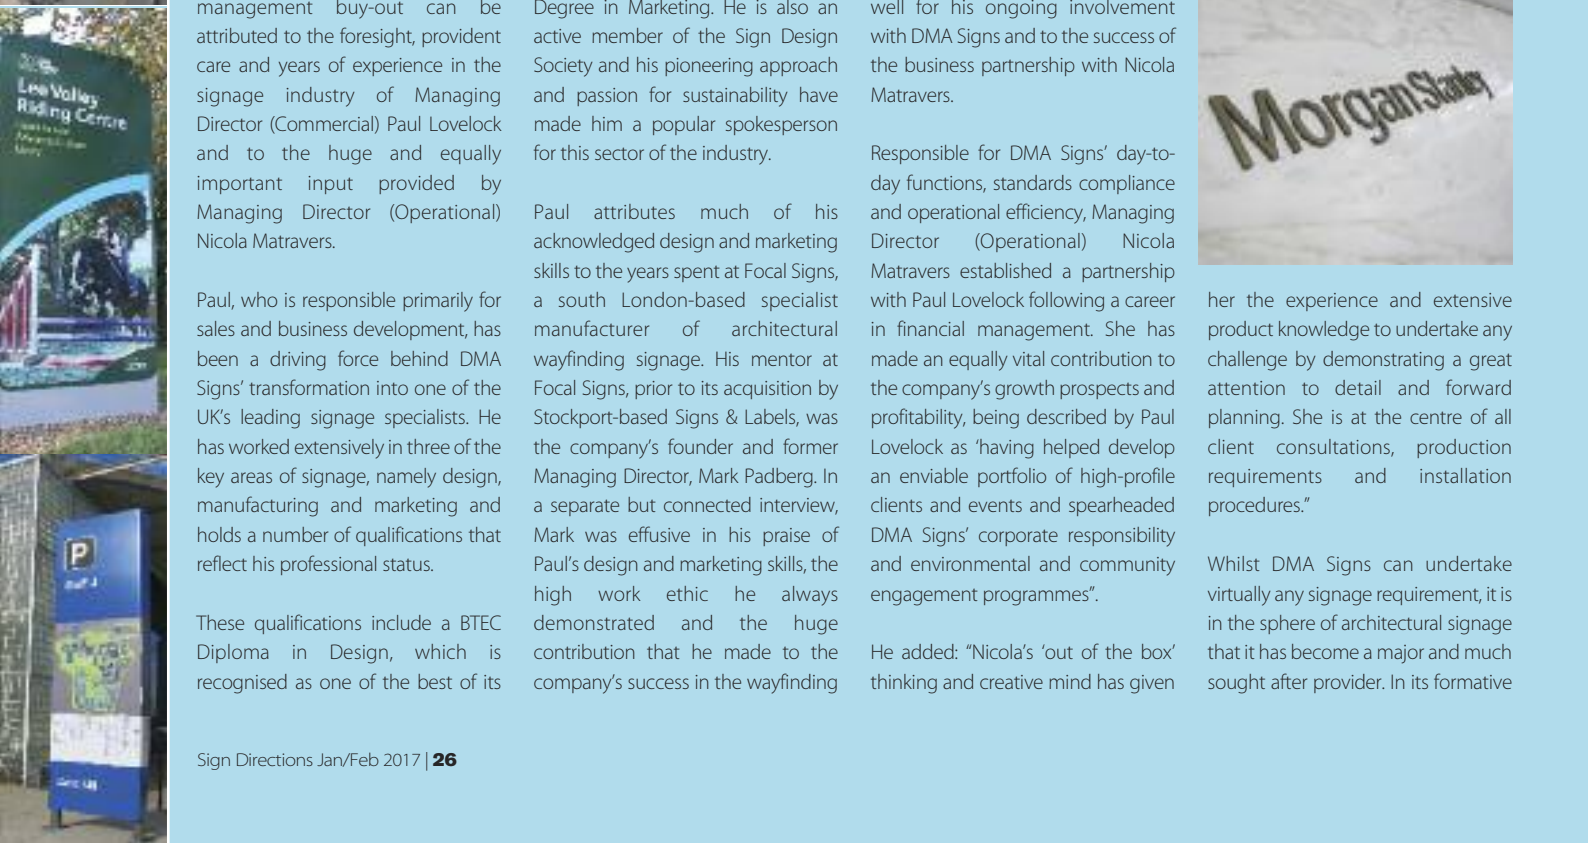 management buy-out can be
attributed to the foresight, provident
care and years of experience in the
signage industry of Managing
Director (Commercial) Paul Lovelock
and to the huge and equally
important input provided by
Managing Director (Operational)
Nicola Matravers.
Paul, who is responsible primarily for
sales and business development, has
been a driving force behind DMA
Signs’ transformation into one of the
UK’s leading signage specialists. He
has worked extensively in three of the
key areas of signage, namely design,
manufacturing and marketing and
holds a number of qualifications that
reflect his professional status.
These qualifications include a BTEC
Diploma in Design, which is
recognised as one of the best of its
Degree in Marketing. He is also an
active member of the Sign Design
Society and his pioneering approach
and passion for sustainability have
made him a popular spokesperson
for this sector of the industry.
Paul attributes much of his
acknowledged design and marketing
skills to the years spent at Focal Signs,
a south London-based specialist
manufacturer of architectural
wayfinding signage. His mentor at
Focal Signs, prior to its acquisition by
Stockport-based Signs & Labels, was
the company’s founder and former
Managing Director, Mark Padberg. In
a separate but connected interview,
Mark was effusive in his praise of
Paul’s design and marketing skills, the
high work ethic he always
demonstrated and the huge
contribution that he made to the
company’s success in the wayfinding
well for his ongoing involvement
with DMA Signs and to the success of
the business partnership with Nicola
Matravers.
Responsible for DMA Signs’ day-to-
day functions, standards compliance
and operational efficiency, Managing
Director (Operational) Nicola
Matravers established a partnership
with Paul Lovelock following a career
in financial management. She has
made an equally vital contribution to
the company’s growth prospects and
profitability, being described by Paul
Lovelock as ‘having helped develop
an enviable portfolio of high-profile
clients and events and spearheaded
DMA Signs’ corporate responsibility
and environmental and community
engagement programmes”.
He added: “Nicola’s ‘out of the box’
thinking and creative mind has given
her the experience and extensive
product knowledge to undertake any
challenge by demonstrating a great
attention to detail and forward
planning. She is at the centre of all
client consultations, production
requirements and installation
procedures.”
Whilst DMA Signs can undertake
virtually any signage requirement, it is
in the sphere of architectural signage
that it has become a major and much
sought after provider. In its formative
Morgan Stanley
Lee Valley
Riding Centre
P
Sign Directions Jan/Feb 2017 | 26